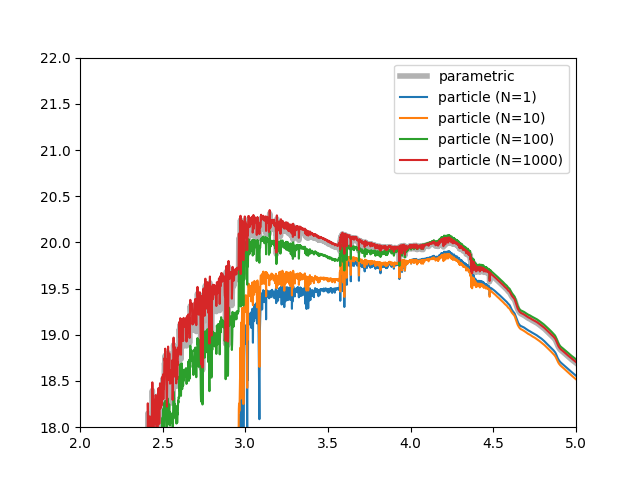 22.0
21.5
21.0
20.5
20.0
19.5
19.0
18.5
18.0
2.0 2.5 3.0 3.5 4.0 4.5 5.0
parametric
particle (N=1)
particle (N=10)
particle (N=100)
particle (N=1000)